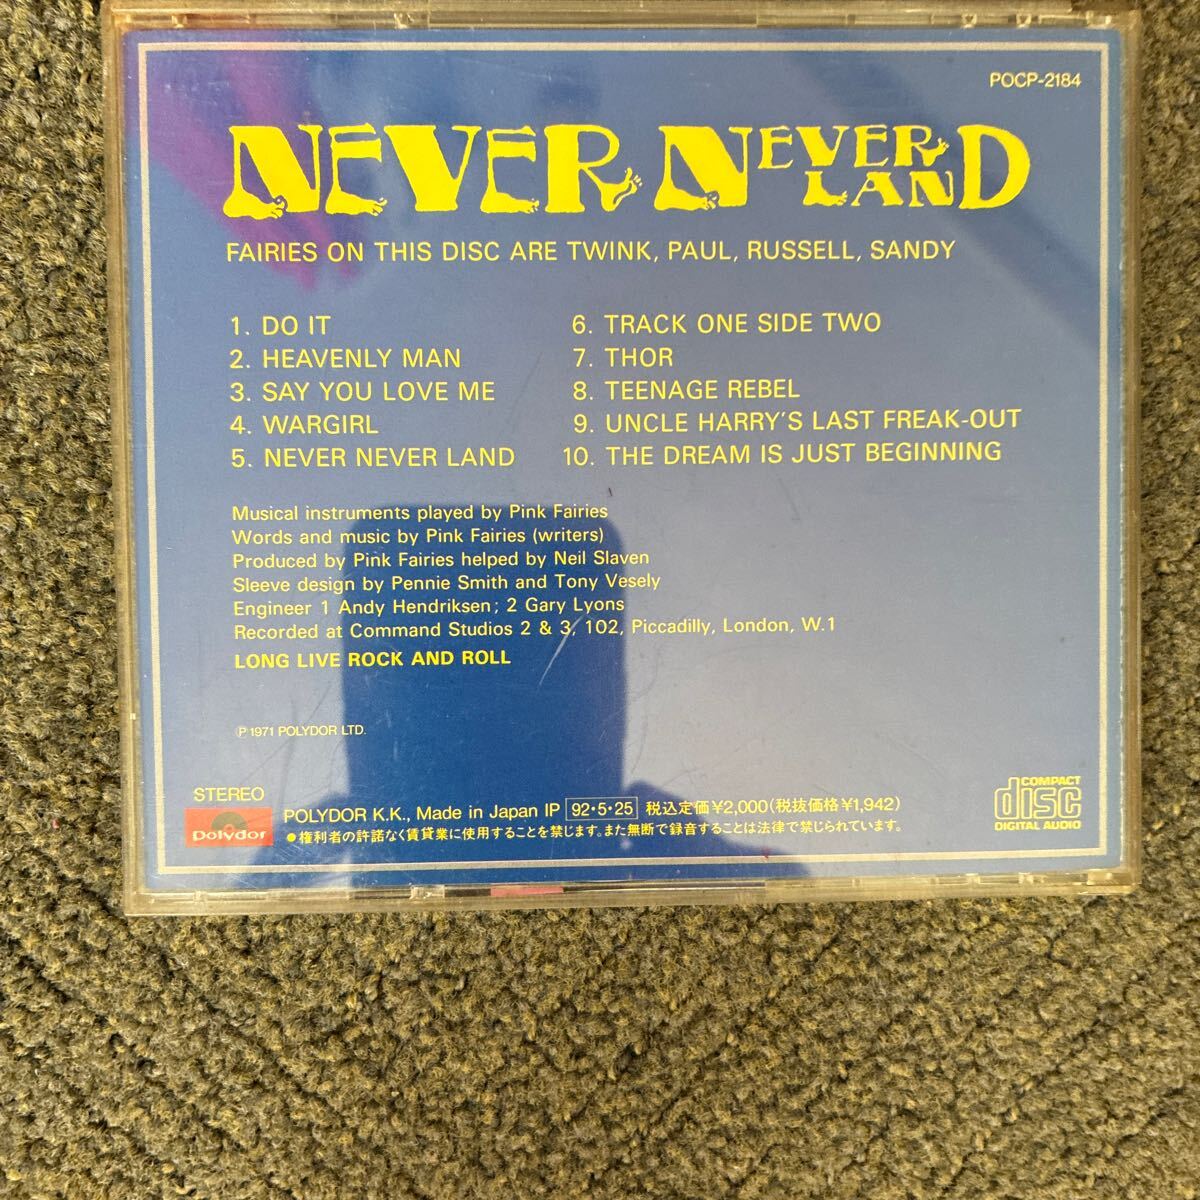 POCP-2184
NEVER NEVERLAND
FAIRIES ON THIS DISC ARE TWINK, PAUL, RUSSELL, SANDY
1. DO IT
2. HEAVENLY MAN
3. SAY YOU LOVE ME
4. WARGIRL
5. NEVER NEVER LAND
6. TRACK ONE SIDE TWO
7. THOR
8. TEENAGE REBEL
9. UNCLE HARRY'S LAST FREAK-OUT
10. THE DREAM IS JUST BEGINNING
Musical instruments played by Pink Fairies
Words and music by Pink Fairies (writers)
Produced by Pink Fairies helped by Neil Slaven
Sleeve design by Pennie Smith and Tony Vesely
Engineer 1 Andy Hendriksen; 2 Gary Lyons
Recorded at Command Studios 2 & 3, 102, Piccadilly, London, W.1
LONG LIVE ROCK AND ROLL
℗ 1971 POLYDOR LTD.
STEREO
Polydor
POLYDOR K.K., Made in Japan IP 92・5・25 税込定価¥2,000(税抜価格¥1,942)
●権利者の許諾なく賃貸業に使用することを禁じます。また無断で録音することは法律で禁じられています。
COMPACT
disc
DIGITAL AUDIO